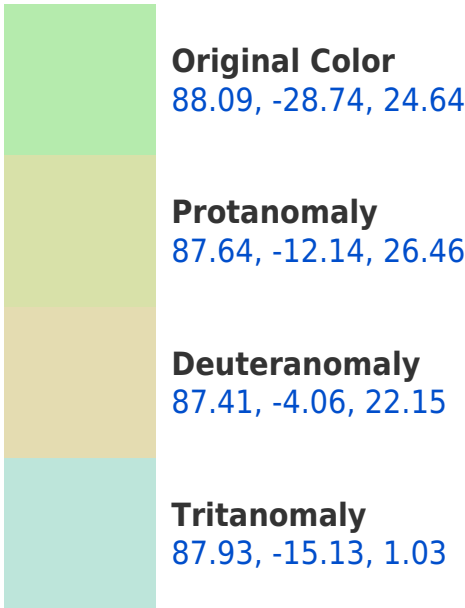 Original Color
88.09, -28.74, 24.64
Protanomaly
87.64, -12.14, 26.46
Deuteranomaly
87.41, -4.06, 22.15
Tritanomaly
87.93, -15.13, 1.03